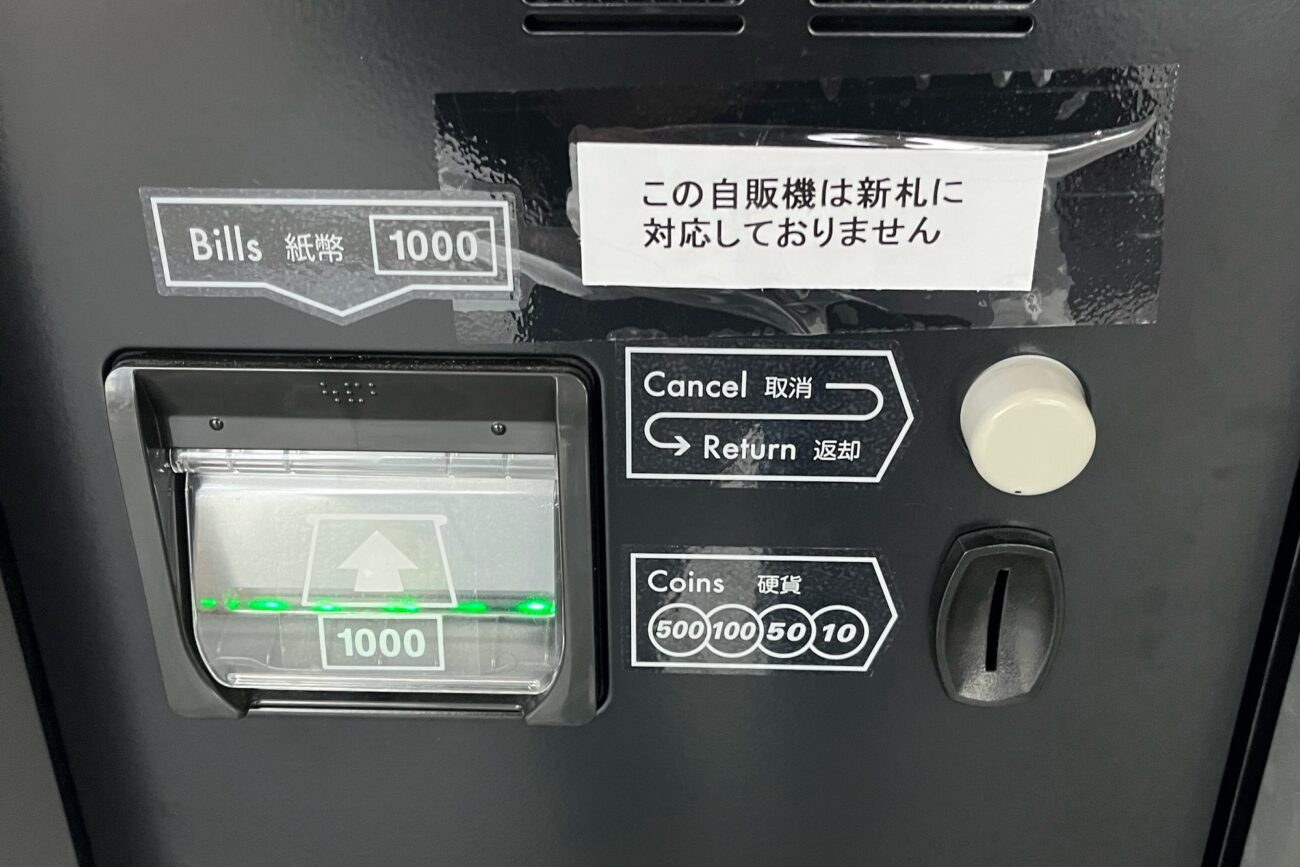 この自販機は新札に
対応しておりません
Bills 紙幣 1000
Cancel 取消
Return 返却
Coins 硬貨
500 100 50 10
1000